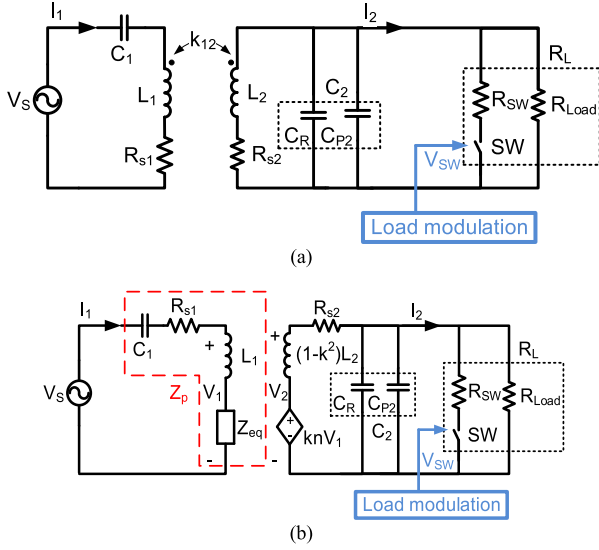 I1
C1
k12
I2
VS
L1
L2
C2
RL
RSW
RLoad
CR
CP2
Rs1
Rs2
VSW
SW
Load modulation
(a)
I1
Rs1
C1
+
L1
+
Rs2
(1-k²)L2
I2
RL
VS
Zp
V1
V2
CR
CP2
RSW
RLoad
Zeq
+
-
knV1
C2
SW
VSW
-
-
Load modulation
(b)